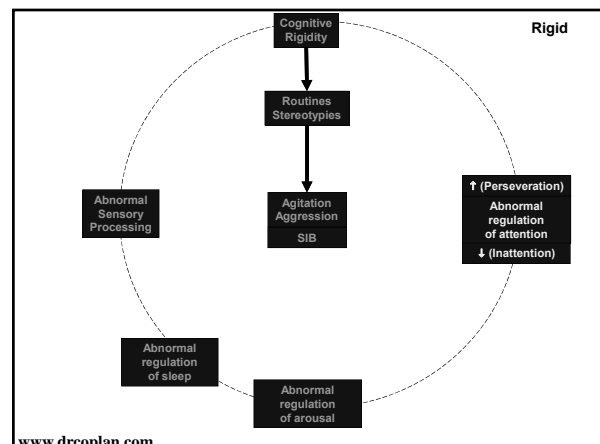 Cognitive
Rigidity
Rigid
Routines
Stereotypies
↑ (Perseveration)
Abnormal
regulation
of attention
↓ (Inattention)
Abnormal
Sensory
Processing
Agitation
Aggression
SIB
Abnormal
regulation
of sleep
Abnormal
regulation
of arousal
www.drcoplan.com